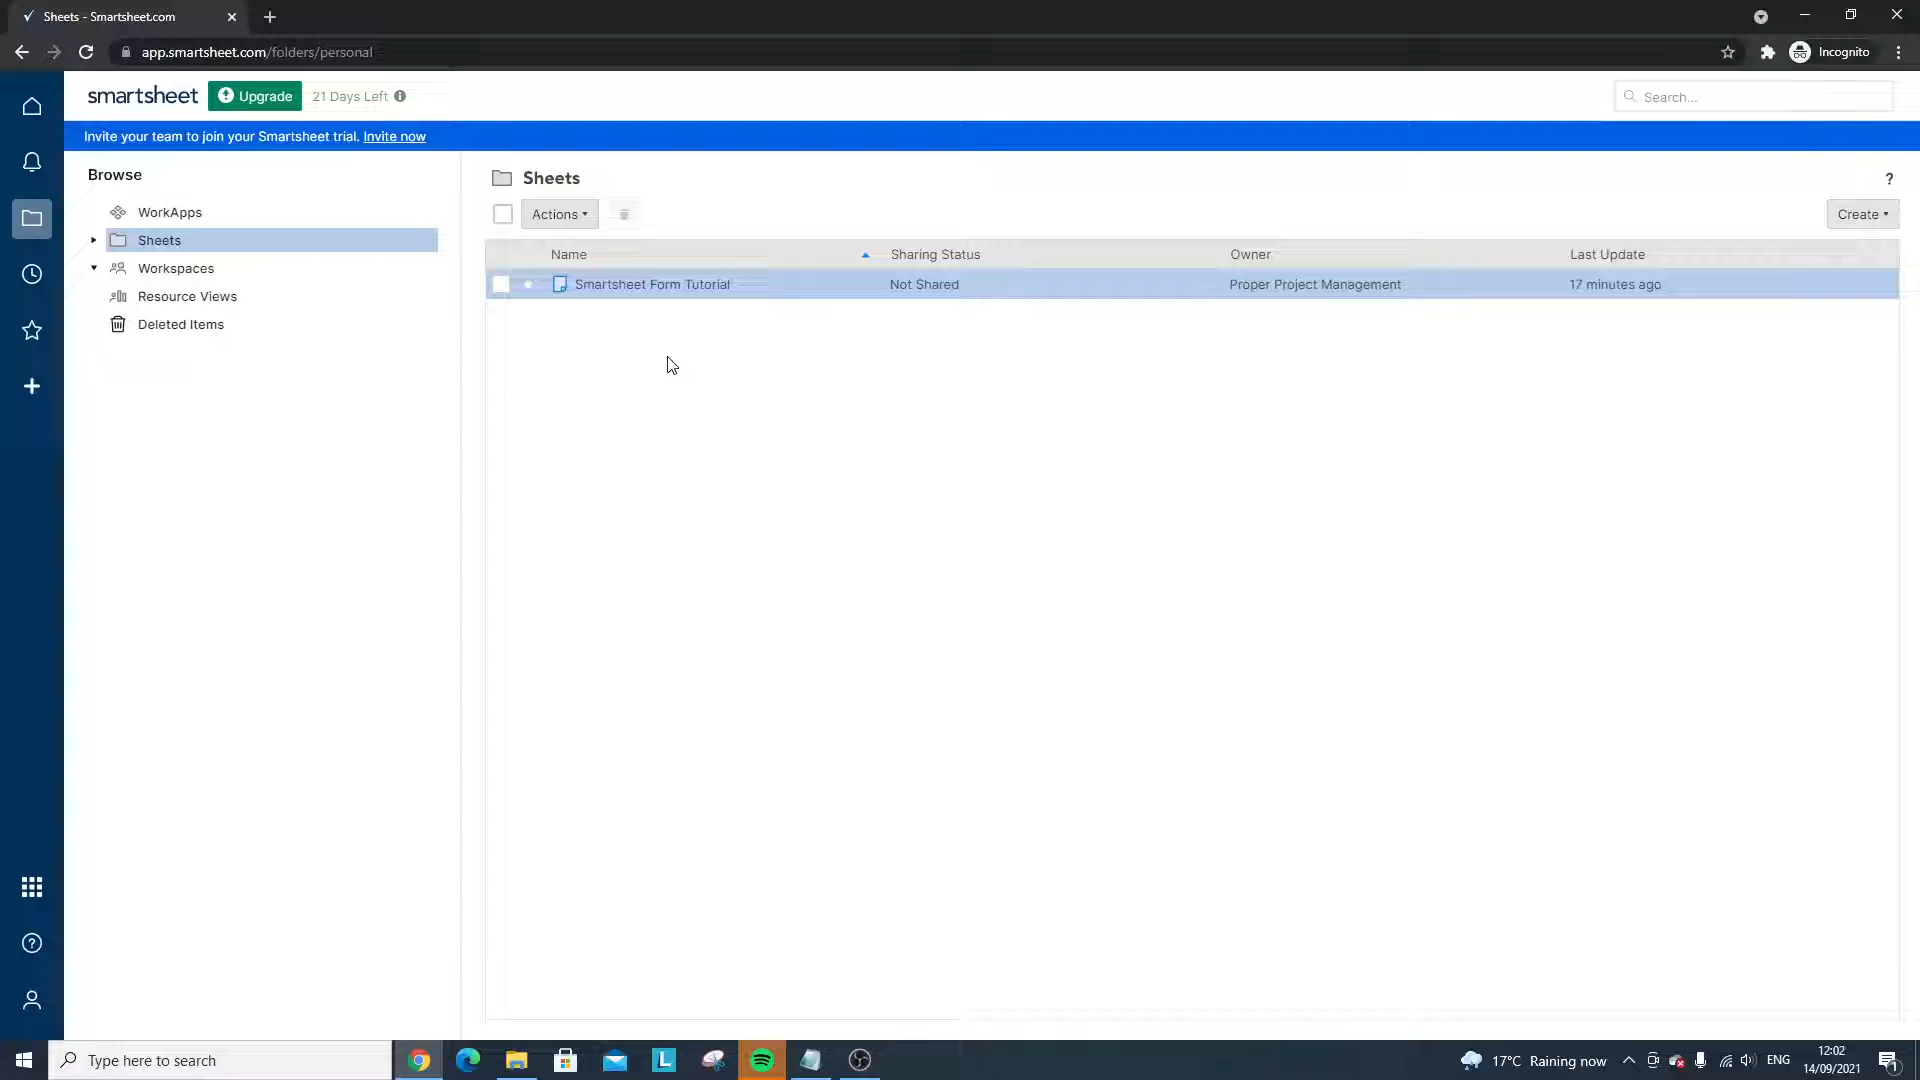 Sheets - Smartsheet.com
app.smartsheet.com/folders/personal
Incognito
smartsheet
Upgrade
21 Days Left
Search...
Invite your team to join your Smartsheet trial. Invite now
Browse
WorkApps
Sheets
Workspaces
Resource Views
Deleted Items
Sheets
?
Actions
Create
Name
Sharing Status
Owner
Last Update
Smartsheet Form Tutorial
Not Shared
Proper Project Management
17 minutes ago
Type here to search
L
17°C Raining now
ENG
12:02
14/09/2021
1